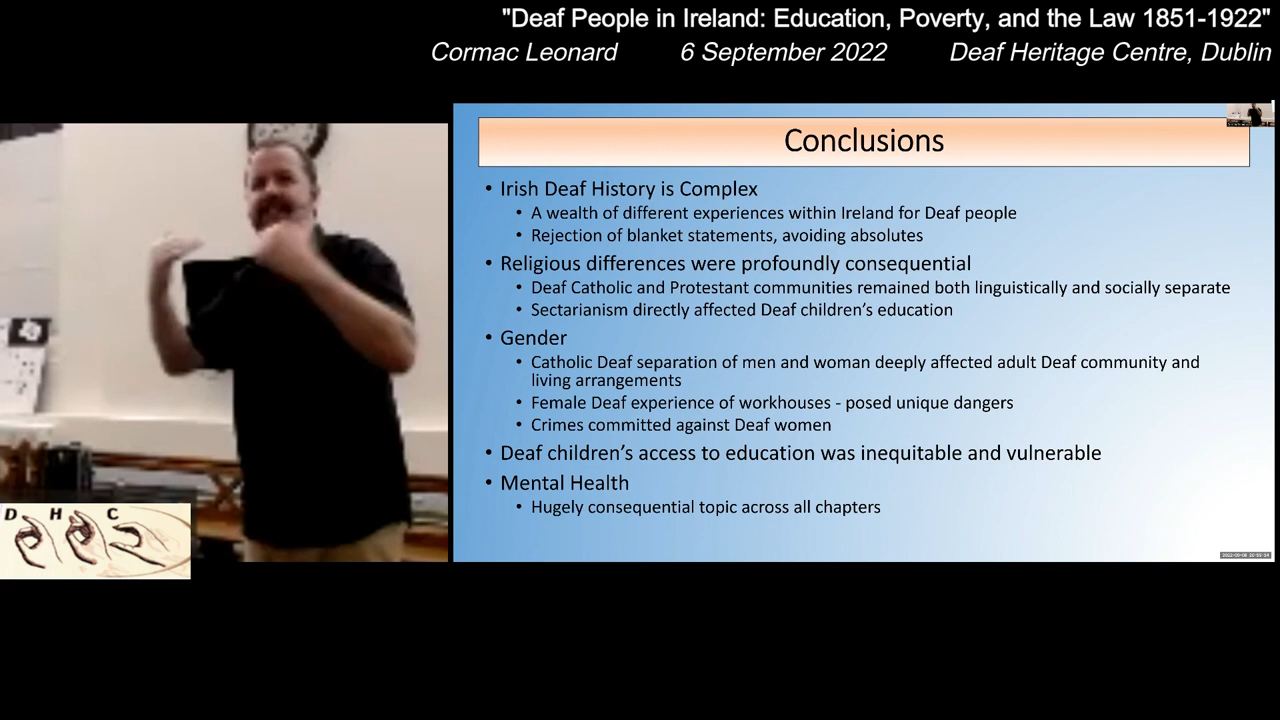 "Deaf People in Ireland: Education, Poverty, and the Law 1851-1922"
Cormac Leonard 6 September 2022 Deaf Heritage Centre, Dublin
Conclusions
• Irish Deaf History is Complex
• A wealth of different experiences within Ireland for Deaf people
• Rejection of blanket statements, avoiding absolutes
• Religious differences were profoundly consequential
• Deaf Catholic and Protestant communities remained both linguistically and socially separate
• Sectarianism directly affected Deaf children's education
• Gender
• Catholic Deaf separation of men and woman deeply affected adult Deaf community and
living arrangements
• Female Deaf experience of workhouses - posed unique dangers
• Crimes committed against Deaf women
• Deaf children's access to education was inequitable and vulnerable
• Mental Health
• Hugely consequential topic across all chapters
D H C